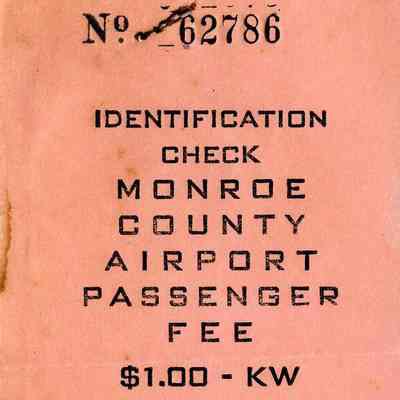 Nº 62786
IDENTIFICATION
CHECK
MONROE
COUNTY
AIRPORT
PASSENGER
FEE
$1.00 - KW